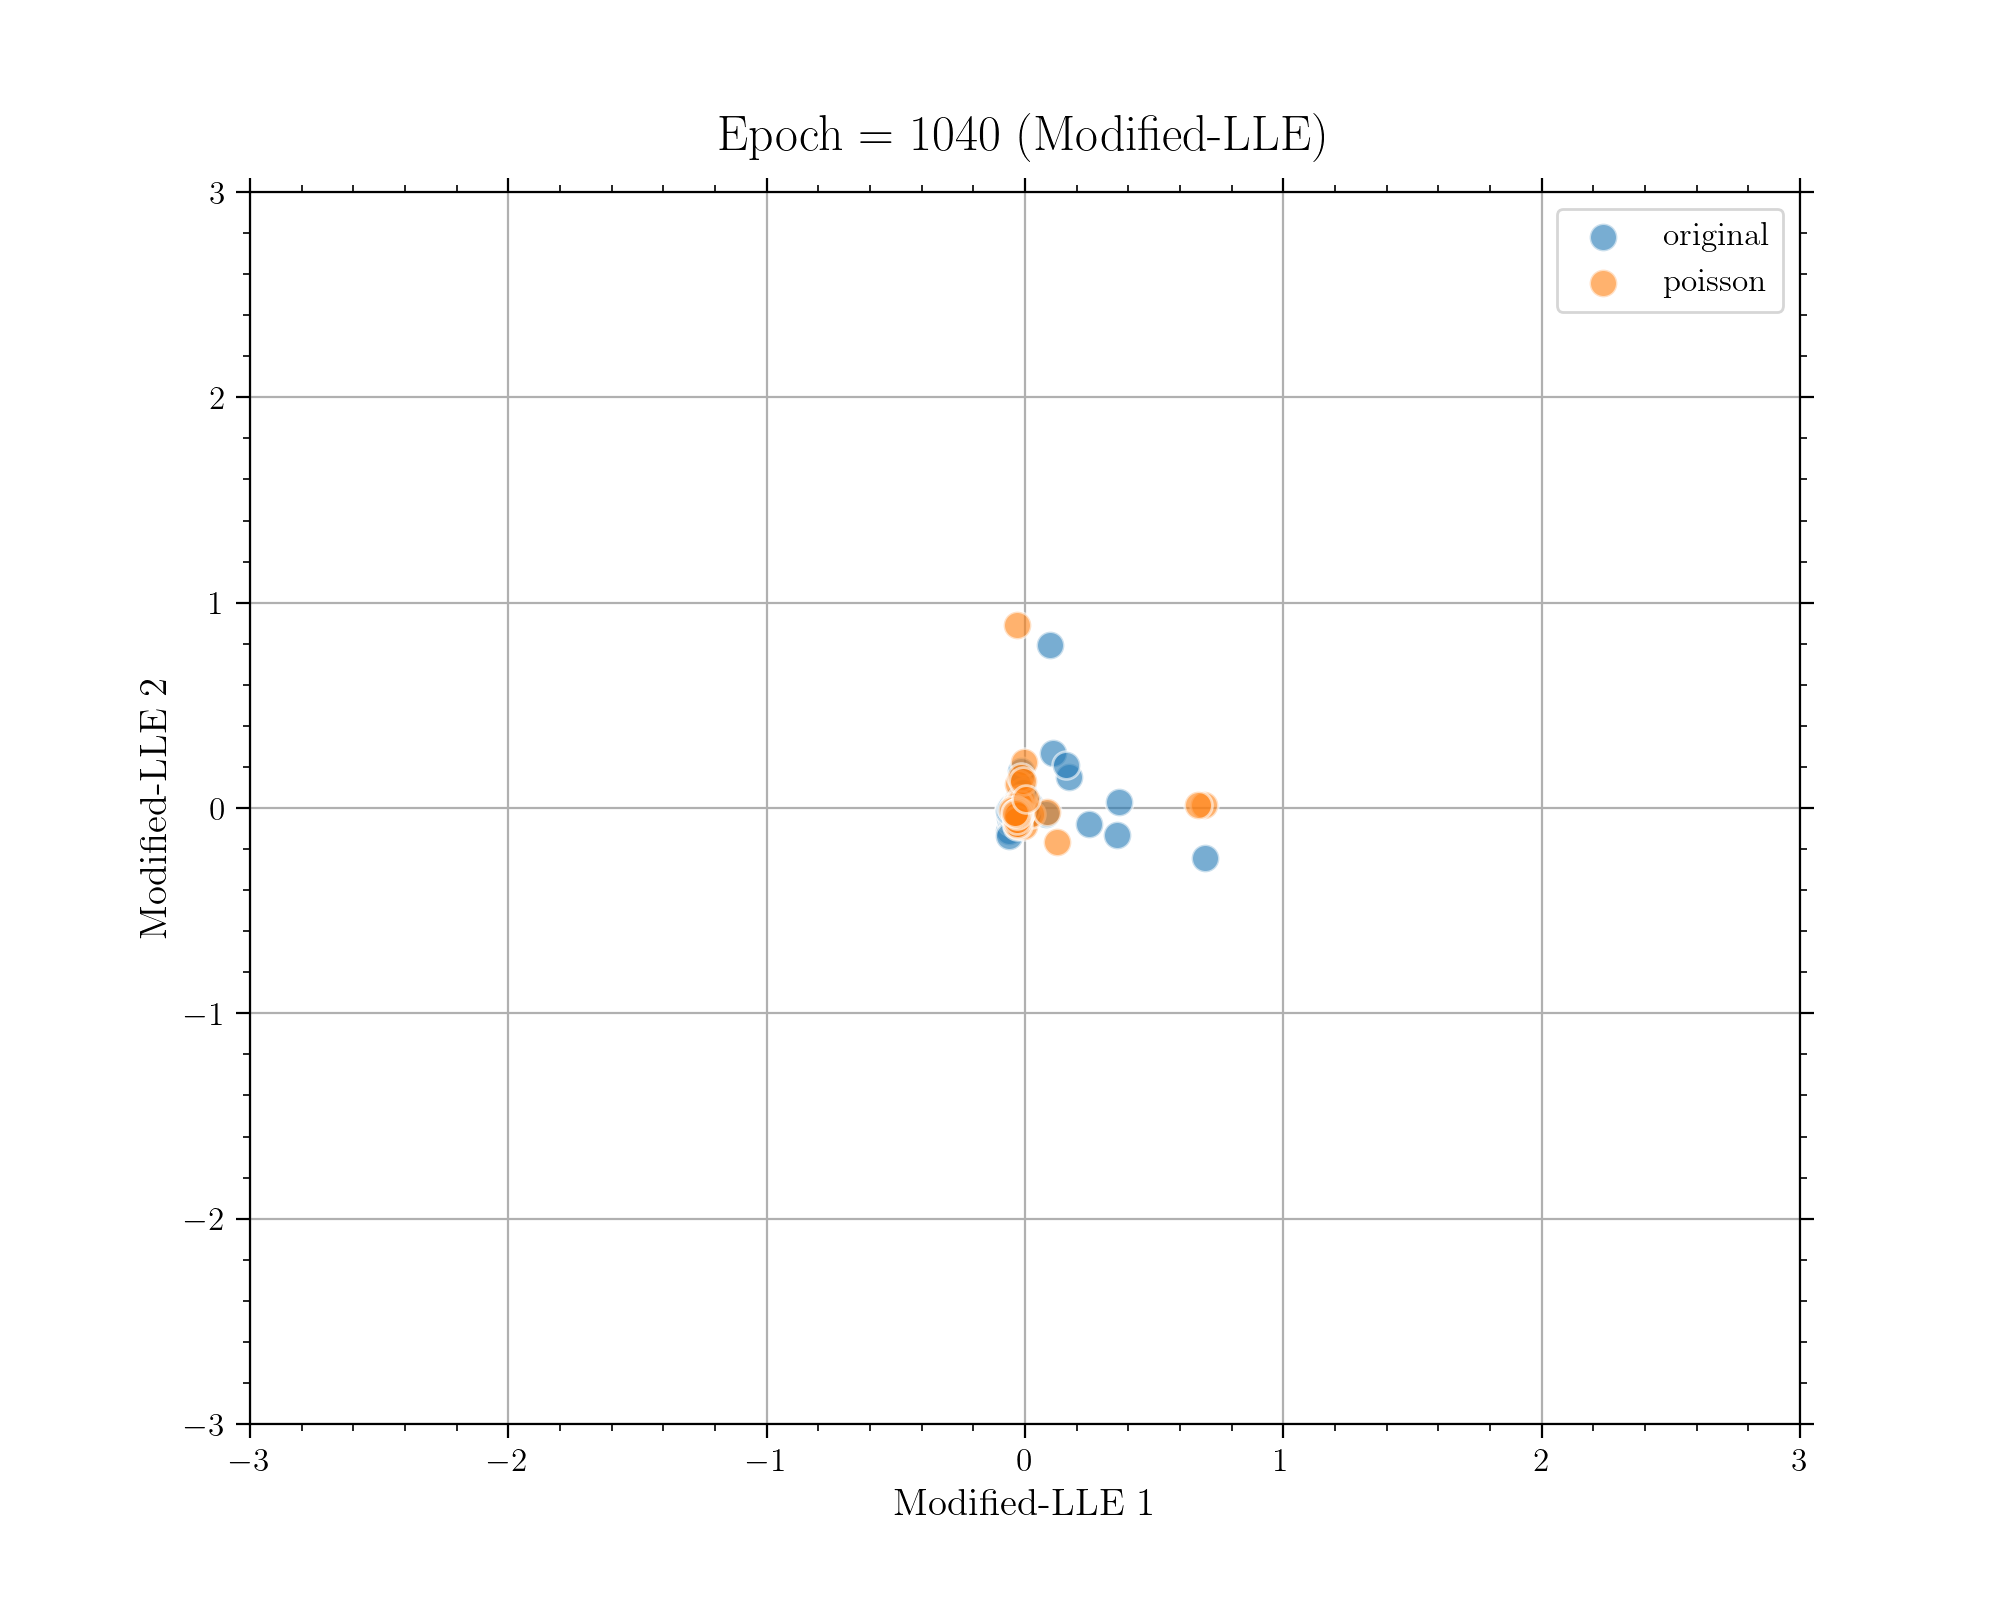 Epoch = 1040 (Modified-LLE)
3
2
1
0
−1
−2
−3
Modified-LLE 2
original
poisson
−3 −2 −1 0 1 2 3
Modified-LLE 1